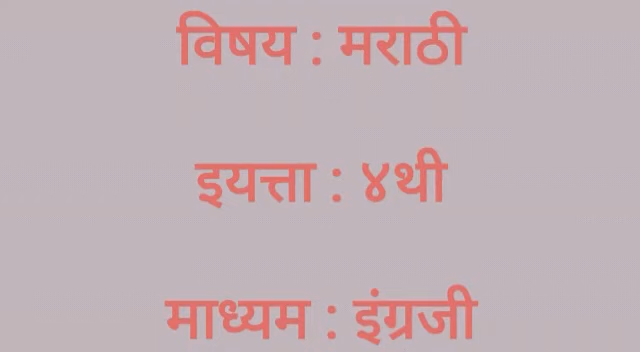 विषय : मराठी
इयत्ता : ४थी
माध्यम : इंग्रजी